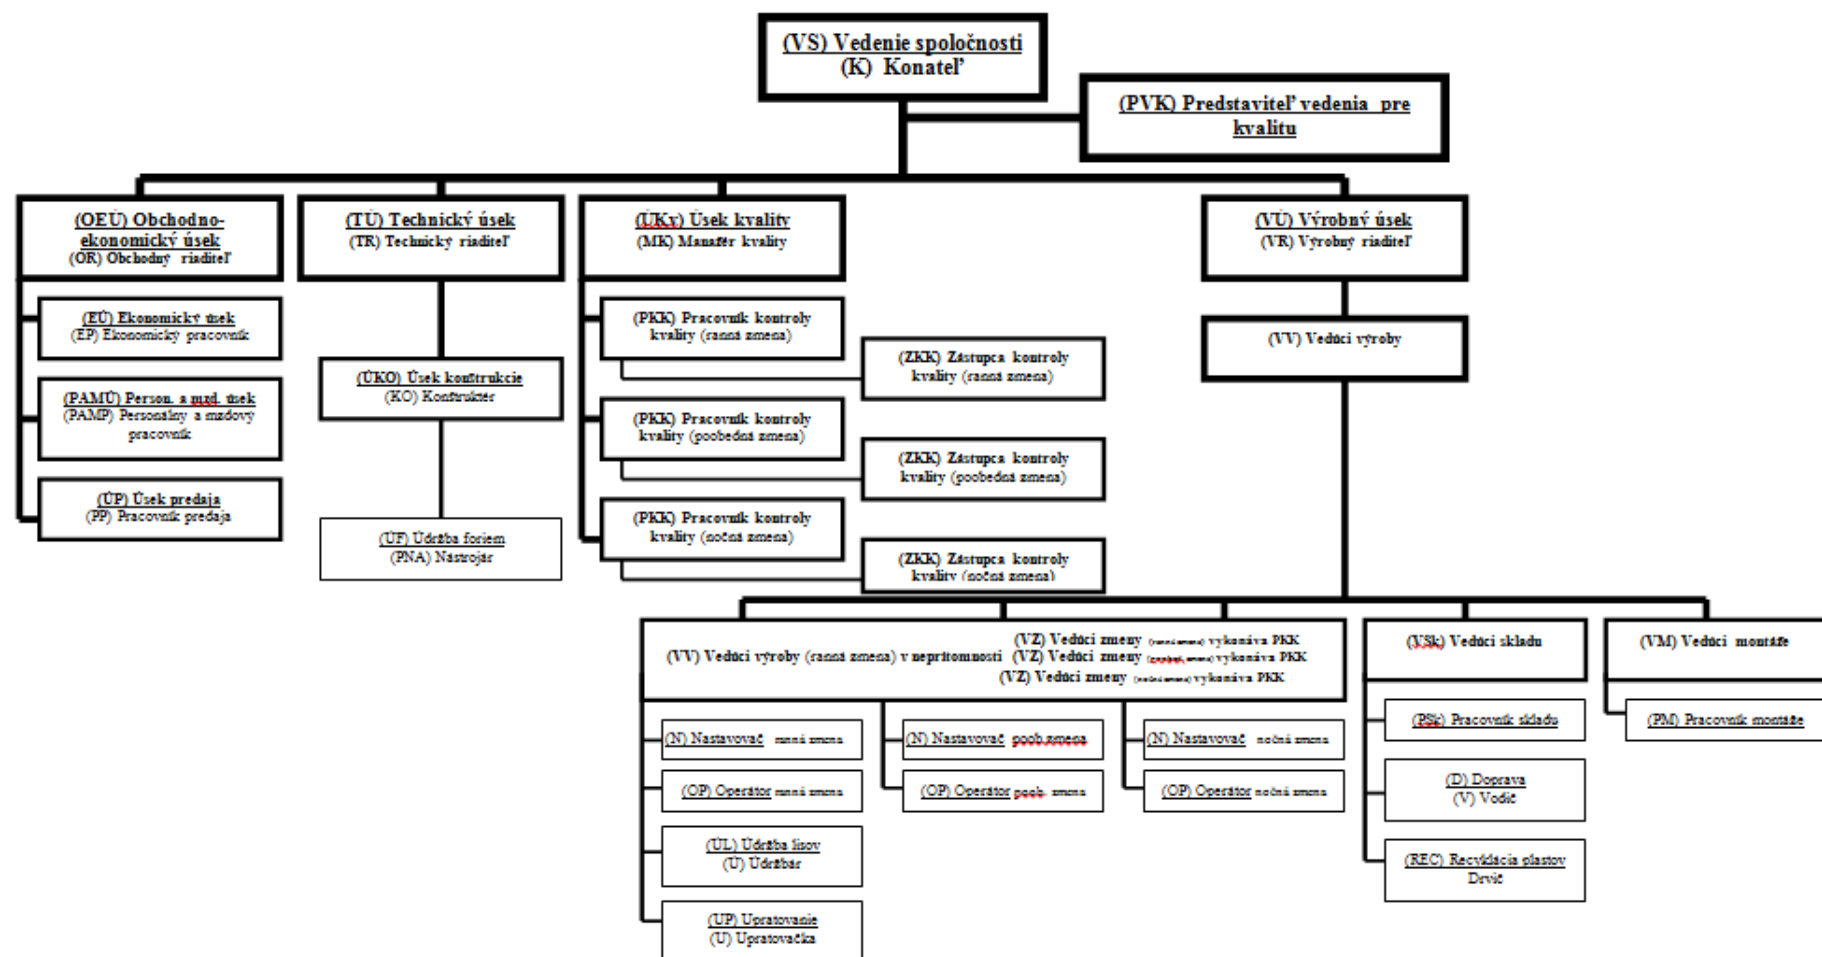 (VS) Vedenie spoločnosti
(K) Konateľ
(PVK) Predstaviteľ vedenia pre
kvalitu
(OEÚ) Obchodno-
ekonomický úsek
(OR) Obchodný riaditeľ
(TÚ) Technický úsek
(TR) Technický riaditeľ
(ÚKv) Úsek kvality
(MK) Manažér kvality
(VÚ) Výrobný úsek
(VR) Výrobný riaditeľ
(EÚ) Ekonomický úsek
(EP) Ekonomický pracovník
(PAMÚ) Person. a mzd. úsek
(PAMP) Personálny a mzdový
pracovník
(ÚP) Úsek predaja
(PP) Pracovník predaja
(ÚKO) Úsek konštrukcie
(KO) Konštruktér
(ÚF) Údržba foriem
(PNA) Nástrojár
(PKK) Pracovník kontroly
kvality (ranná zmena)
(ZKK) Zástupca kontroly
kvality (ranná zmena)
(PKK) Pracovník kontroly
kvality (poobedná zmena)
(ZKK) Zástupca kontroly
kvality (poobedná zmena)
(PKK) Pracovník kontroly
kvality (nočná zmena)
(ZKK) Zástupca kontroly
kvality (nočná zmena)
(VV) Vedúci výroby
(VZ) Vedúci zmeny (ranná zmena) vykonáva PKK
(VV) Vedúci výroby (ranná zmena) v neprítomnosti (VZ) Vedúci zmeny (poobed. zmena) vykonáva PKK
(VZ) Vedúci zmeny (nočná zmena) vykonáva PKK
(N) Nastavovač ranná zmena
(OP) Operátor ranná zmena
(ÚL) Údržba lisov
(Ú) Údržbár
(UP) Upratovanie
(U) Upratovačka
(N) Nastavovač poob.zmena
(OP) Operátor poob. zmena
(N) Nastavovač nočná zmena
(OP) Operátor nočná zmena
(VSk) Vedúci skladu
(PSk) Pracovník skladu
(D) Doprava
(V) Vodič
(REC) Recyklácia plastov
Drvič
(VM) Vedúci montáže
(PM) Pracovník montáže